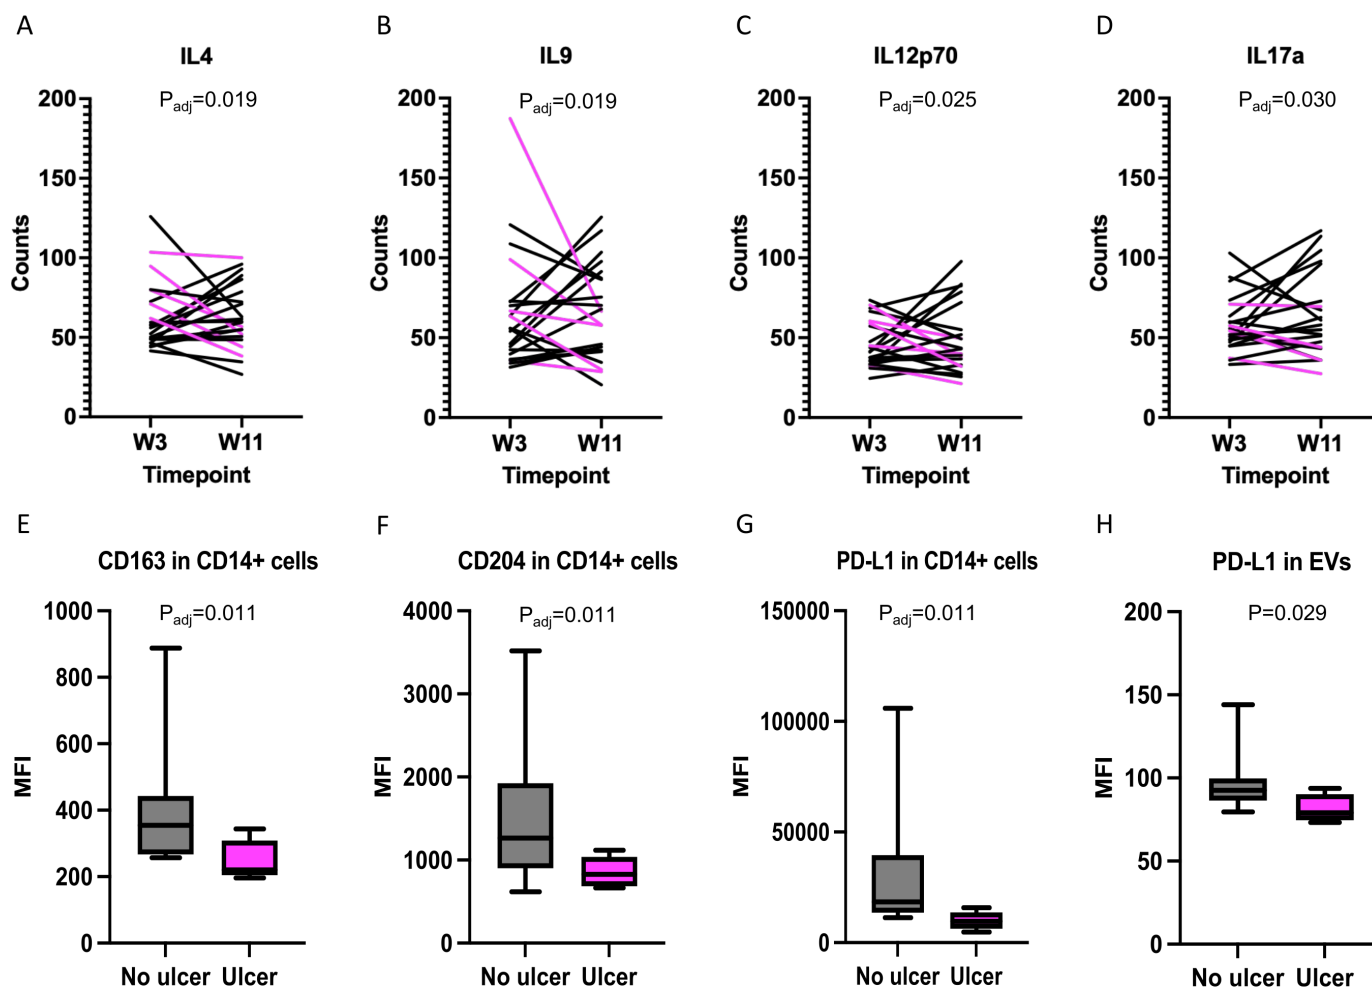 A
B
C
D
IL4
IL9
IL12p70
IL17a
Padj=0.019
Padj=0.019
Padj=0.025
Padj=0.030
200
150
100
50
0
Counts
W3 W11
Timepoint
200
150
100
50
0
Counts
W3 W11
Timepoint
200
150
100
50
0
Counts
W3 W11
Timepoint
200
150
100
50
0
Counts
W3 W11
Timepoint
E
F
G
H
CD163 in CD14+ cells
CD204 in CD14+ cells
PD-L1 in CD14+ cells
PD-L1 in EVs
Padj=0.011
Padj=0.011
Padj=0.011
P=0.029
1000
800
600
400
200
0
MFI
No ulcer Ulcer
4000
3000
2000
1000
0
MFI
No ulcer Ulcer
150000
100000
50000
0
MFI
No ulcer Ulcer
200
150
100
50
0
MFI
No ulcer Ulcer